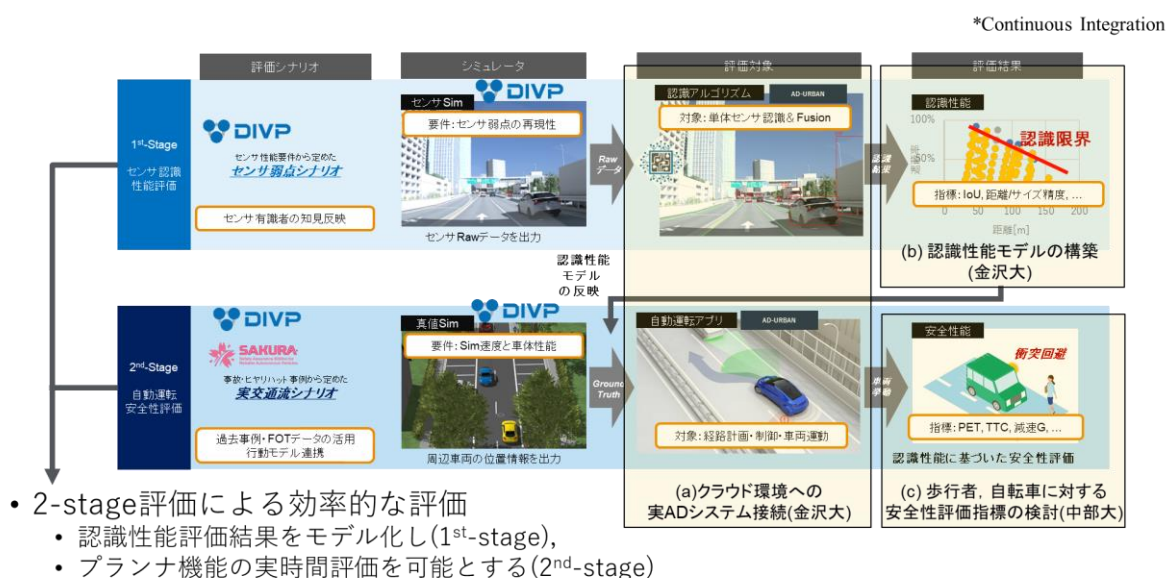 *Continuous Integration
評価シナリオ
シミュレータ
評価対象
評価結果
1st-Stage
センサ認識
性能評価
DIVP
センサ性能要件から定めた
センサ弱点シナリオ
センサ有識者の知見反映
センサSim
DIVP
要件:センサ弱点の再現性
センサRawデータを出力
Raw
データ
認識アルゴリズム
AD-URBAN
対象:単体センサ認識&Fusion
認識
結果
認識性能
100%
50%
認識限界
指標:IoU,距離/サイズ精度, ...
0
50
100
150
200
距離[m]
(b) 認識性能モデルの構築
(金沢大)
認識性能
モデル
の反映
2nd-Stage
自動運転
安全性評価
DIVP
SAKURA
事故・ヒヤリハット事例から定めた
実交通流シナリオ
過去事例・FOTデータの活用
行動モデル連携
真値Sim
DIVP
要件:Sim速度と車体性能
周辺車両の位置情報を出力
Ground
Truth
自動運転アプリ
AD-URBAN
対象:経路計画・制御・車両運動
車両
挙動
安全性能
衝突回避
指標:PET, TTC, 減速G, ...
認識性能に基づいた安全性評価
(a)クラウド環境への
実ADシステム接続(金沢大)
(c) 歩行者, 自転車に対する
安全性評価指標の検討(中部大)
• 2-stage評価による効率的な評価
• 認識性能評価結果をモデル化し(1st-stage),
• プランナ機能の実時間評価を可能とする(2nd-stage)